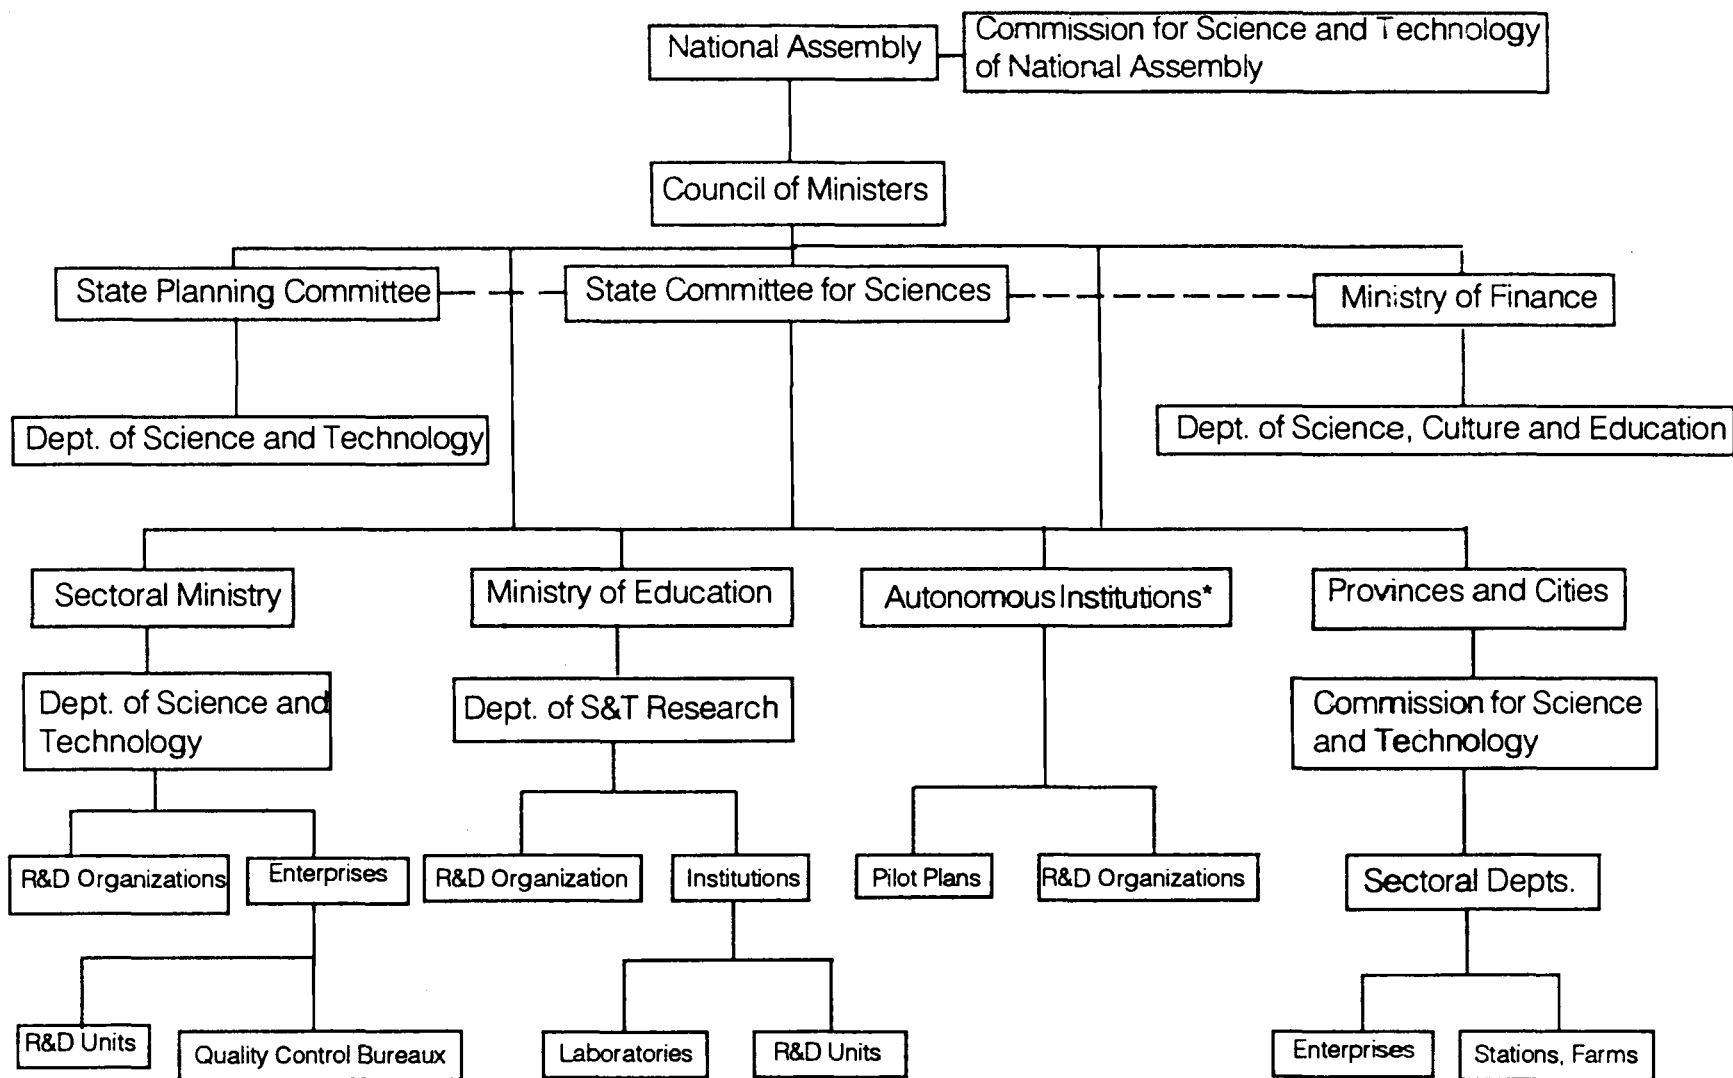 National Assembly
Commission for Science and Technology
of National Assembly
Council of Ministers
State Planning Committee
State Committee for Sciences
Ministry of Finance
Dept. of Science and Technology
Dept. of Science, Culture and Education
Sectoral Ministry
Ministry of Education
Autonomous Institutions*
Provinces and Cities
Dept. of Science and
Technology
Dept. of S&T Research
Commission for Science
and Technology
R&D Organizations
Enterprises
R&D Organization
Institutions
Pilot Plans
R&D Organizations
Sectoral Depts.
R&D Units
Quality Control Bureaux
Laboratories
R&D Units
Enterprises
Stations, Farms